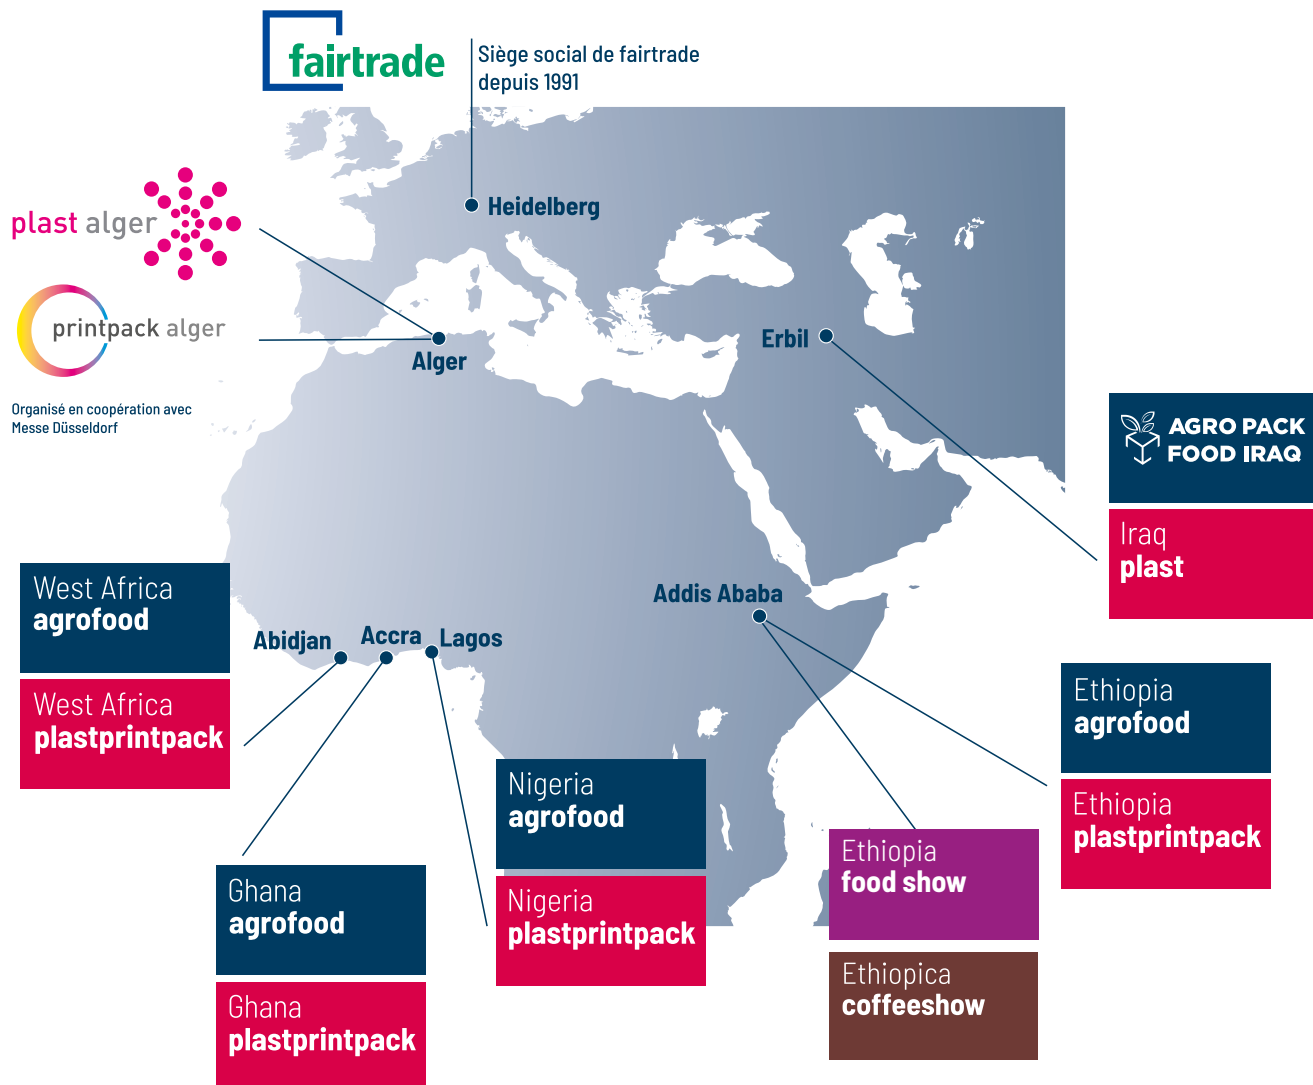 fairtrade
Siège social de fairtrade
depuis 1991
Heidelberg
plast alger
printpack alger
Organisé en coopération avec
Messe Düsseldorf
Alger
Erbil
AGRO PACK
FOOD IRAQ
Iraq
plast
West Africa
agrofood
West Africa
plastprintpack
Abidjan
Accra
Lagos
Addis Ababa
Ethiopia
agrofood
Ethiopia
plastprintpack
Nigeria
agrofood
Nigeria
plastprintpack
Ethiopia
food show
Ethiopica
coffeeshow
Ghana
agrofood
Ghana
plastprintpack